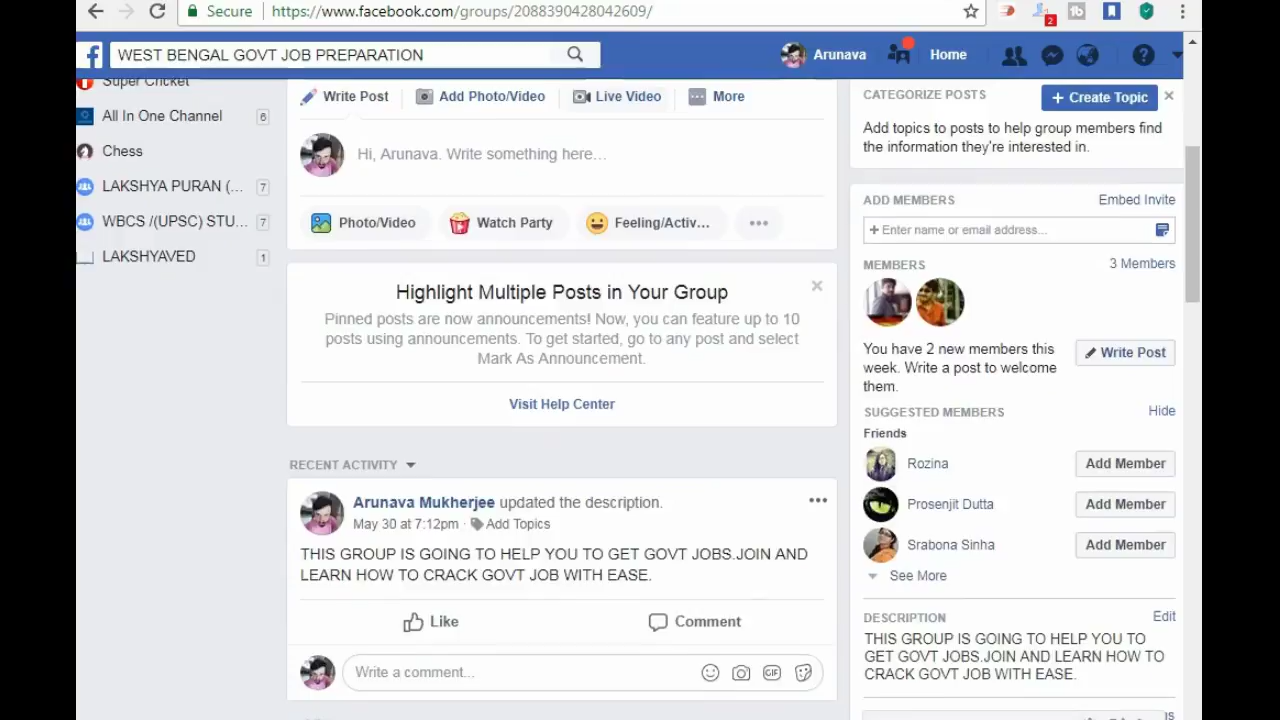 Secure
https://www.facebook.com/groups/2088390428042609/
2
WEST BENGAL GOVT JOB PREPARATION
Arunava
Home
Super Cricket
All In One Channel 6
Chess
LAKSHYA PURAN (... 7
WBCS /(UPSC) STU... 7
LAKSHYAVED 1
Write Post
Add Photo/Video
Live Video
More
Hi, Arunava. Write something here...
Photo/Video
Watch Party
Feeling/Activ...
Highlight Multiple Posts in Your Group
Pinned posts are now announcements! Now, you can feature up to 10
posts using announcements. To get started, go to any post and select
Mark As Announcement.
Visit Help Center
RECENT ACTIVITY
Arunava Mukherjee updated the description.
May 30 at 7:12pm · Add Topics
THIS GROUP IS GOING TO HELP YOU TO GET GOVT JOBS.JOIN AND
LEARN HOW TO CRACK GOVT JOB WITH EASE.
Like
Comment
Write a comment...
GIF
CATEGORIZE POSTS
+ Create Topic
Add topics to posts to help group members find
the information they're interested in.
ADD MEMBERS
Embed Invite
+ Enter name or email address...
MEMBERS
3 Members
You have 2 new members this
week. Write a post to welcome
them.
Write Post
SUGGESTED MEMBERS
Hide
Friends
Rozina
Add Member
Prosenjit Dutta
Add Member
Srabona Sinha
Add Member
See More
DESCRIPTION
Edit
THIS GROUP IS GOING TO HELP YOU TO
GET GOVT JOBS.JOIN AND LEARN HOW TO
CRACK GOVT JOB WITH EASE.